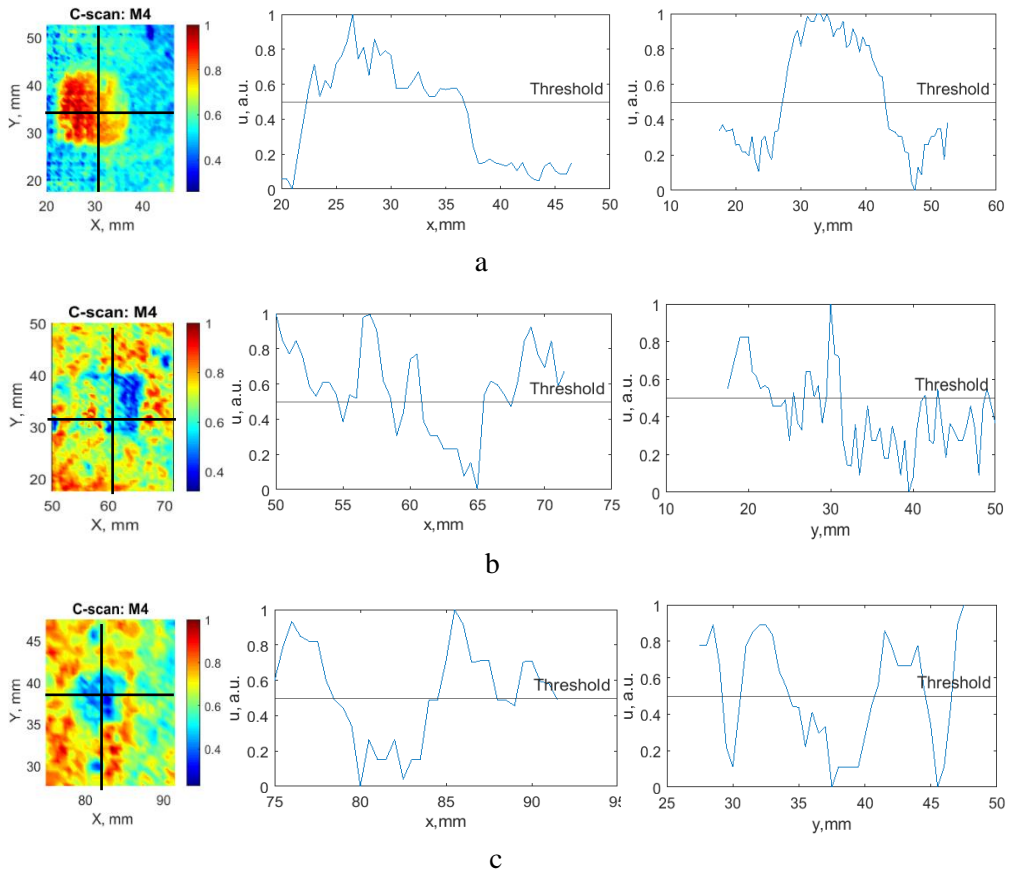 C-scan: M4
Y, mm
50
40
30
20
20 30 40
X, mm
1
0.8
0.6
0.4
u, a.u.
1
0.8
0.6
0.4
0.2
0
Threshold
20 25 30 35 40 45 50
x,mm
u, a.u.
1
0.8
0.6
0.4
0.2
0
Threshold
10 20 30 40 50 60
y,mm
a
C-scan: M4
Y, mm
50
40
30
20
50 60 70
X, mm
1
0.8
0.6
0.4
u, a.u.
1
0.8
0.6
0.4
0.2
0
Threshold
50 55 60 65 70 75
x,mm
u, a.u.
1
0.8
0.6
0.4
0.2
0
Threshold
10 20 30 40 50
y,mm
b
C-scan: M4
Y, mm
45
40
35
30
80 90
X, mm
1
0.8
0.6
0.4
0.2
u, a.u.
1
0.8
0.6
0.4
0.2
0
Threshold
75 80 85 90 95
x,mm
u, a.u.
1
0.8
0.6
0.4
0.2
0
Threshold
25 30 35 40 45 50
y,mm
c